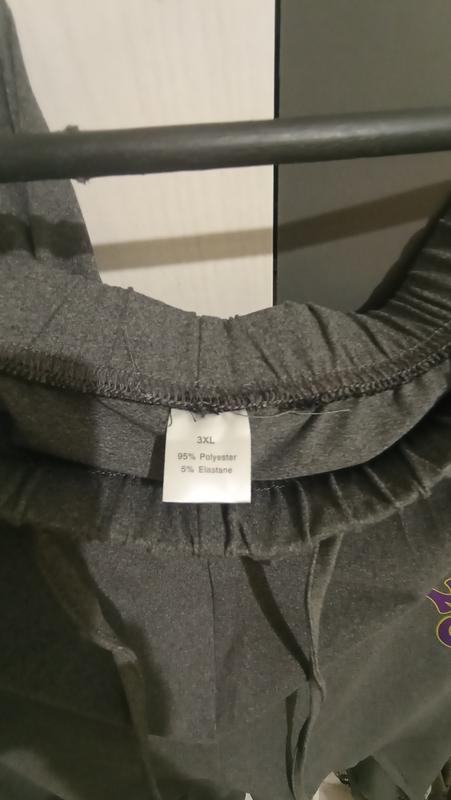 3XL
95% Polyester
5% Elastane